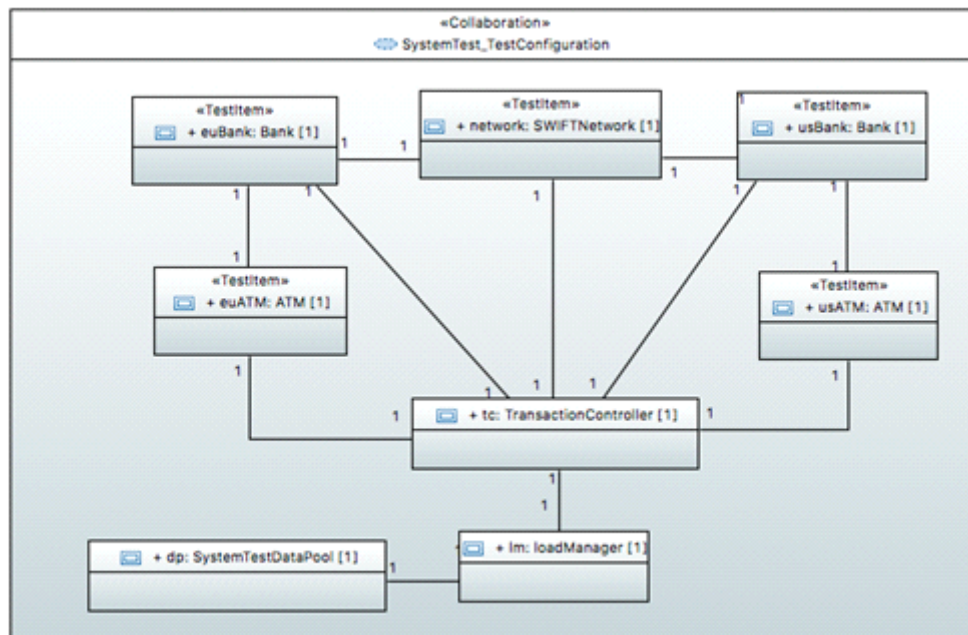 «Collaboration»
SystemTest_TestConfiguration
«TestItem»
+ euBank: Bank [1]
«TestItem»
+ network: SWIFTNetwork [1]
«TestItem»
+ usBank: Bank [1]
1
1
1
1
1
1
1
1
1
1
1
«TestItem»
+ euATM: ATM [1]
«TestItem»
+ usATM: ATM [1]
1
1
1
1
1
1
1
+ tc: TransactionController [1]
1
1
+ lm: loadManager [1]
+ dp: SystemTestDataPool [1]
1